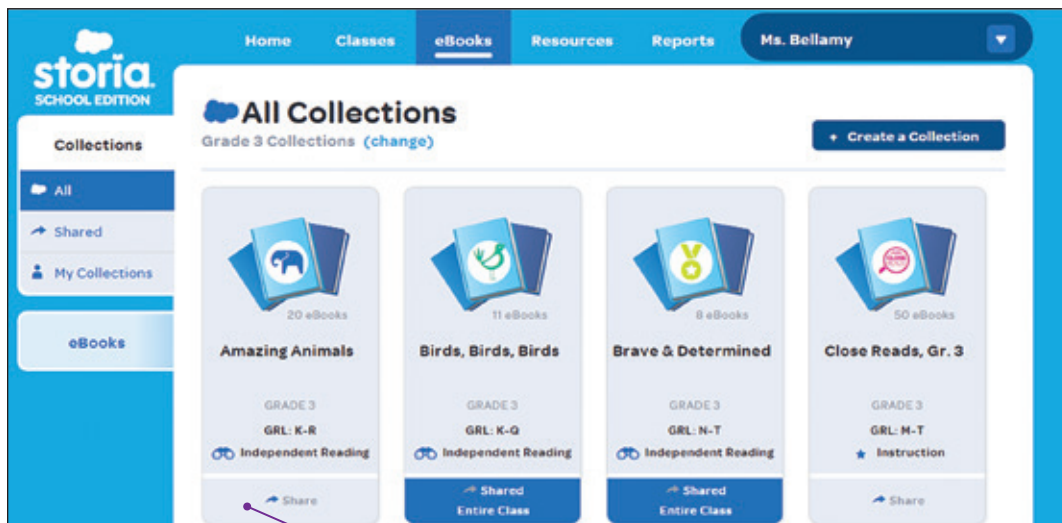 Home Classes eBooks Resources Reports Ms. Bellamy
storia
SCHOOL EDITION
Collections
All
Shared
My Collections
eBooks
All Collections
Grade 3 Collections (change)
+ Create a Collection
20 eBooks
Amazing Animals
GRADE 3
GRL: K-R
Independent Reading
Share
11 eBooks
Birds, Birds, Birds
GRADE 3
GRL: K-Q
Independent Reading
Shared
Entire Class
8 eBooks
Brave & Determined
GRADE 3
GRL: N-T
Independent Reading
Shared
Entire Class
50 eBooks
Close Reads, Gr. 3
GRADE 3
GRL: M-T
Instruction
Share